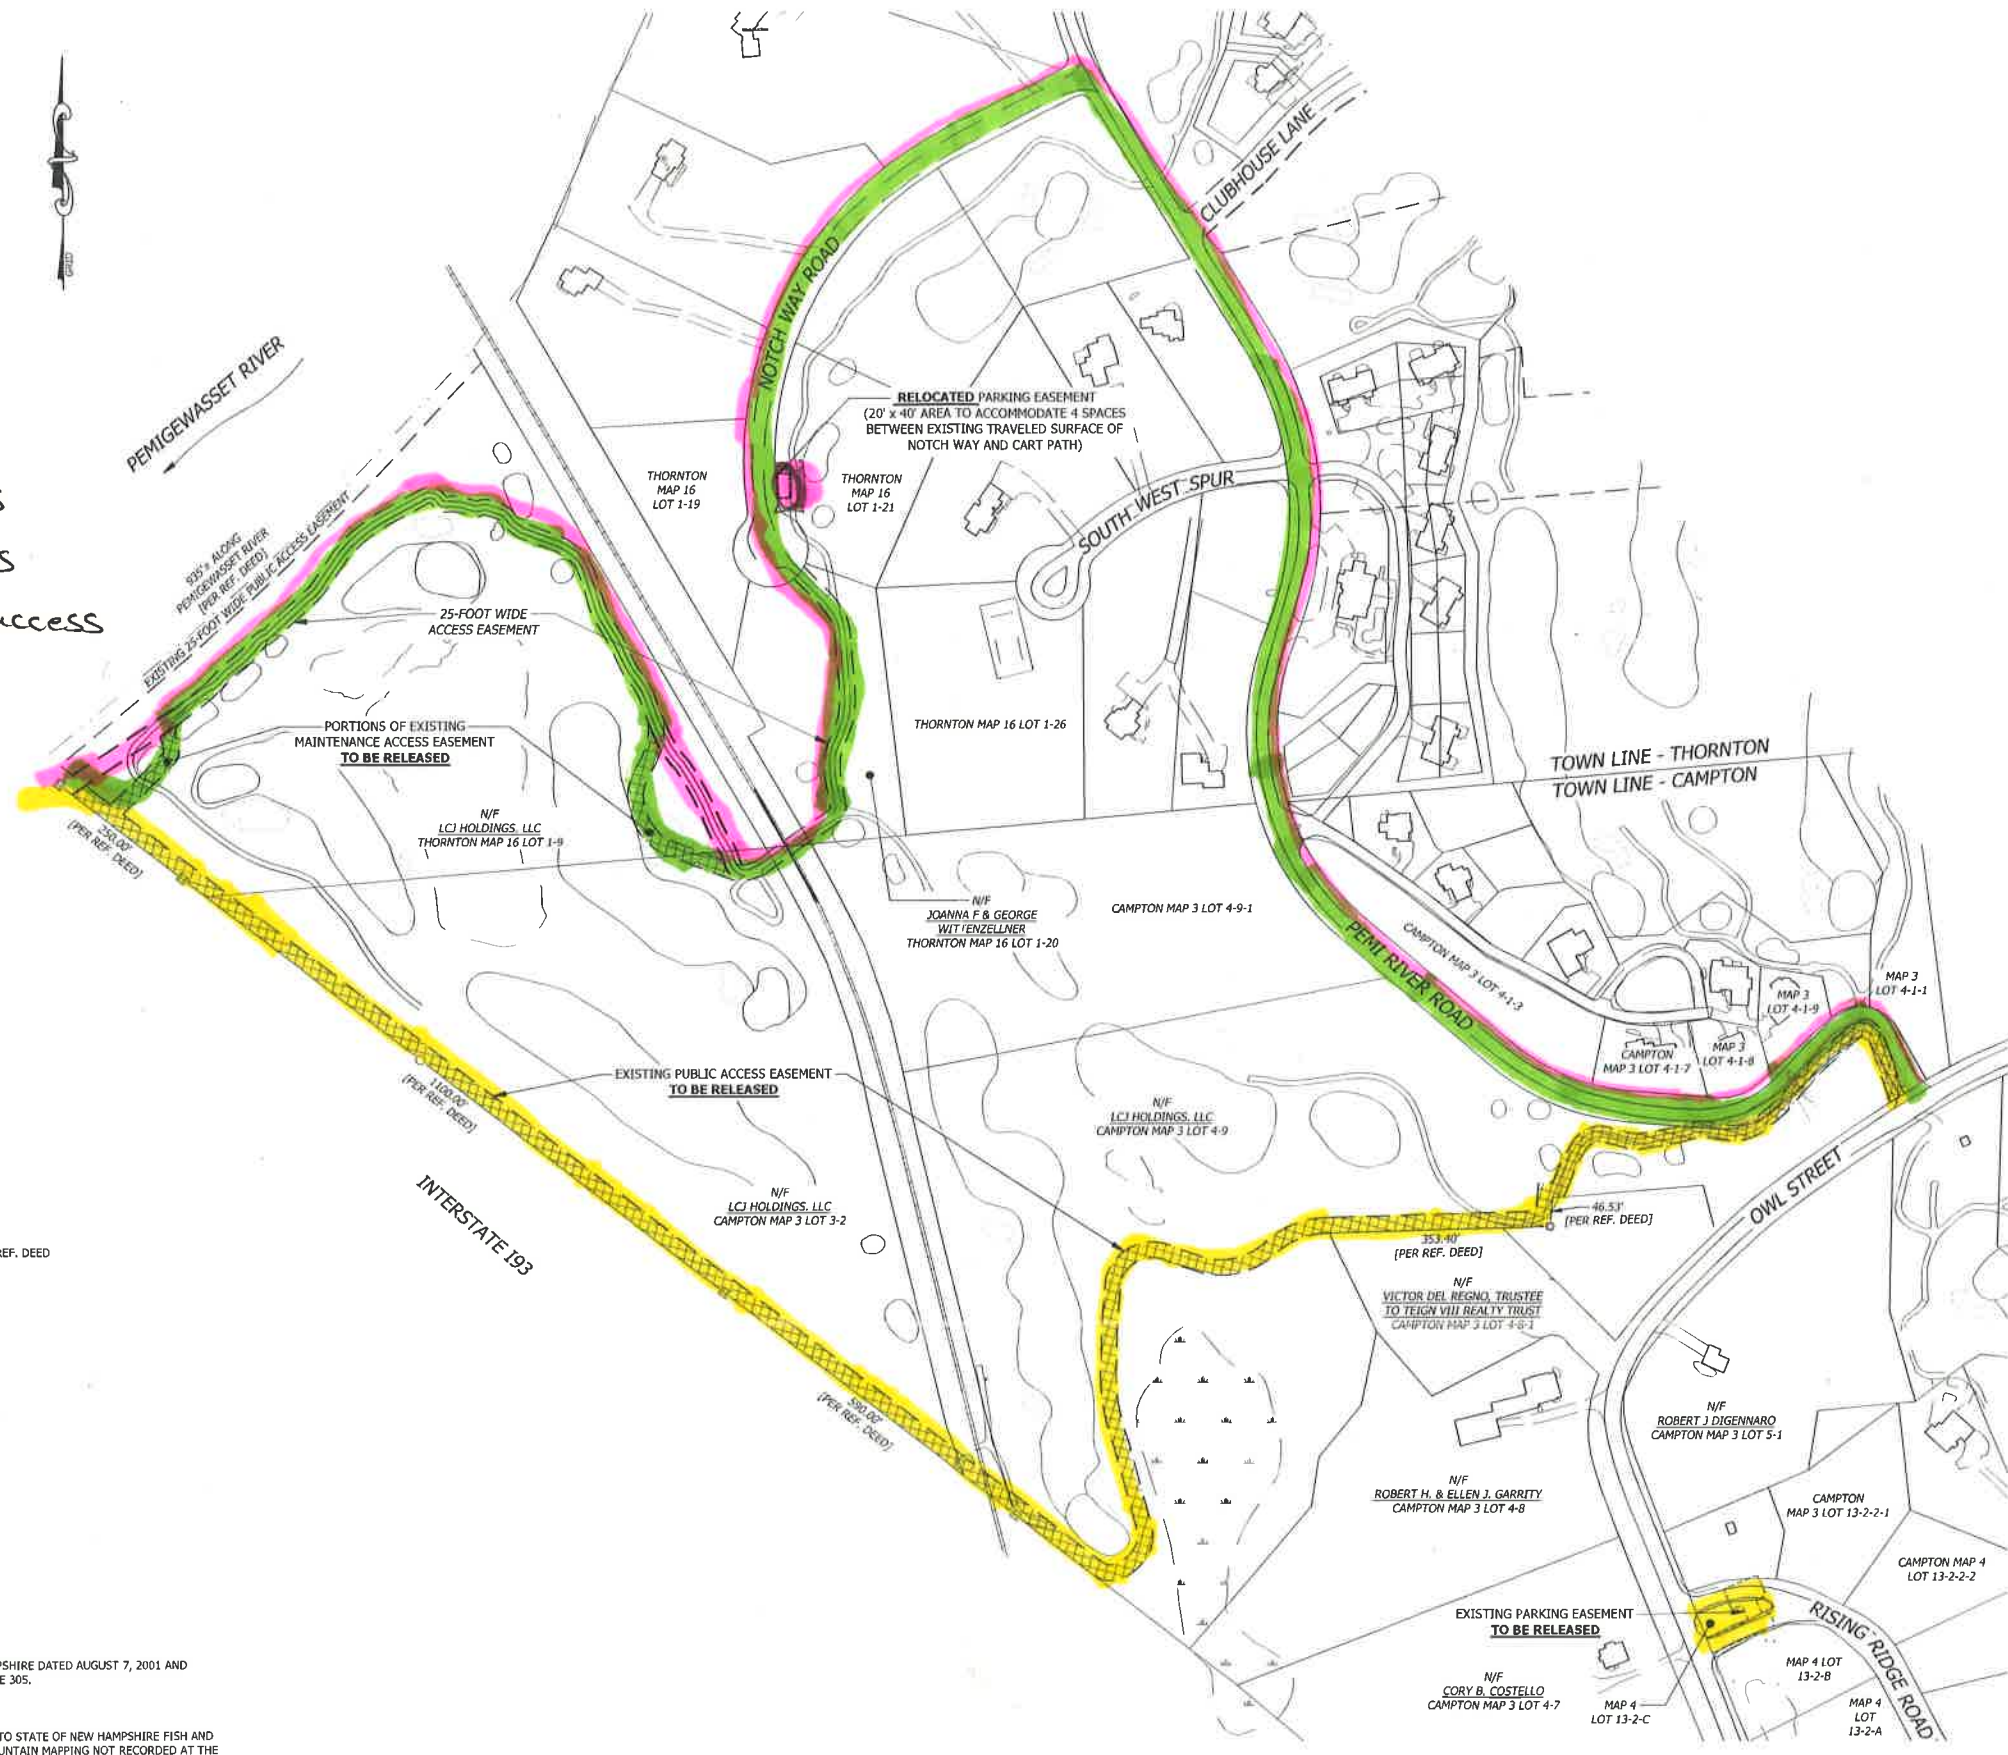 GRID
PEMIGEWASSET RIVER
CLUBHOUSE LANE
NOTCH WAY ROAD
RELOCATED PARKING EASEMENT
(20' x 40' AREA TO ACCOMMODATE 4 SPACES
BETWEEN EXISTING TRAVELED SURFACE OF
NOTCH WAY AND CART PATH)
THORNTON
MAP 16
LOT 1-19
THORNTON
MAP 16
LOT 1-21
SOUTH WEST SPUR
S
S
access
935'± ALONG
PEMIGEWASSET RIVER
[PER REF. DEED]
EXISTING 25-FOOT WIDE PUBLIC ACCESS EASEMENT
25-FOOT WIDE
ACCESS EASEMENT
PORTIONS OF EXISTING
MAINTENANCE ACCESS EASEMENT
TO BE RELEASED
THORNTON MAP 16 LOT 1-26
TOWN LINE - THORNTON
TOWN LINE - CAMPTON
250.00'
[PER REF. DEED]
N/F
LCJ HOLDINGS, LLC
THORNTON MAP 16 LOT 1-9
N/F
JOANNA F & GEORGE
WITTENZELLNER
THORNTON MAP 16 LOT 1-20
CAMPTON MAP 3 LOT 4-9-1
PEMI RIVER ROAD
CAMPTON MAP 3 LOT 4-1-3
MAP 3
LOT 4-1-1
MAP 3
LOT 4-1-9
MAP 3
LOT 4-1-8
CAMPTON
MAP 3 LOT 4-1-7
1100.00'
[PER REF. DEED]
EXISTING PUBLIC ACCESS EASEMENT
TO BE RELEASED
N/F
LCJ HOLDINGS, LLC
CAMPTON MAP 3 LOT 4-9
INTERSTATE I93
N/F
LCJ HOLDINGS, LLC
CAMPTON MAP 3 LOT 3-2
OWL STREET
46.53'
[PER REF. DEED]
353.40'
[PER REF. DEED]
EF. DEED
N/F
VICTOR DEL REGNO, TRUSTEE
TO TEIGN VIII REALTY TRUST
CAMPTON MAP 3 LOT 4-8-1
590.00'
[PER REF. DEED]
N/F
ROBERT J DIGENNARO
CAMPTON MAP 3 LOT 5-1
N/F
ROBERT H. & ELLEN J. GARRITY
CAMPTON MAP 3 LOT 4-8
CAMPTON
MAP 3 LOT 13-2-2-1
CAMPTON MAP 4
LOT 13-2-2-2
EXISTING PARKING EASEMENT
TO BE RELEASED
RISING RIDGE ROAD
N/F
CORY B. COSTELLO
CAMPTON MAP 3 LOT 4-7
MAP 4
LOT 13-2-C
MAP 4 LOT
13-2-B
MAP 4
LOT
13-2-A
PSHIRE DATED AUGUST 7, 2001 AND
E 305.
TO STATE OF NEW HAMPSHIRE FISH AND
UNTAIN MAPPING NOT RECORDED AT THE